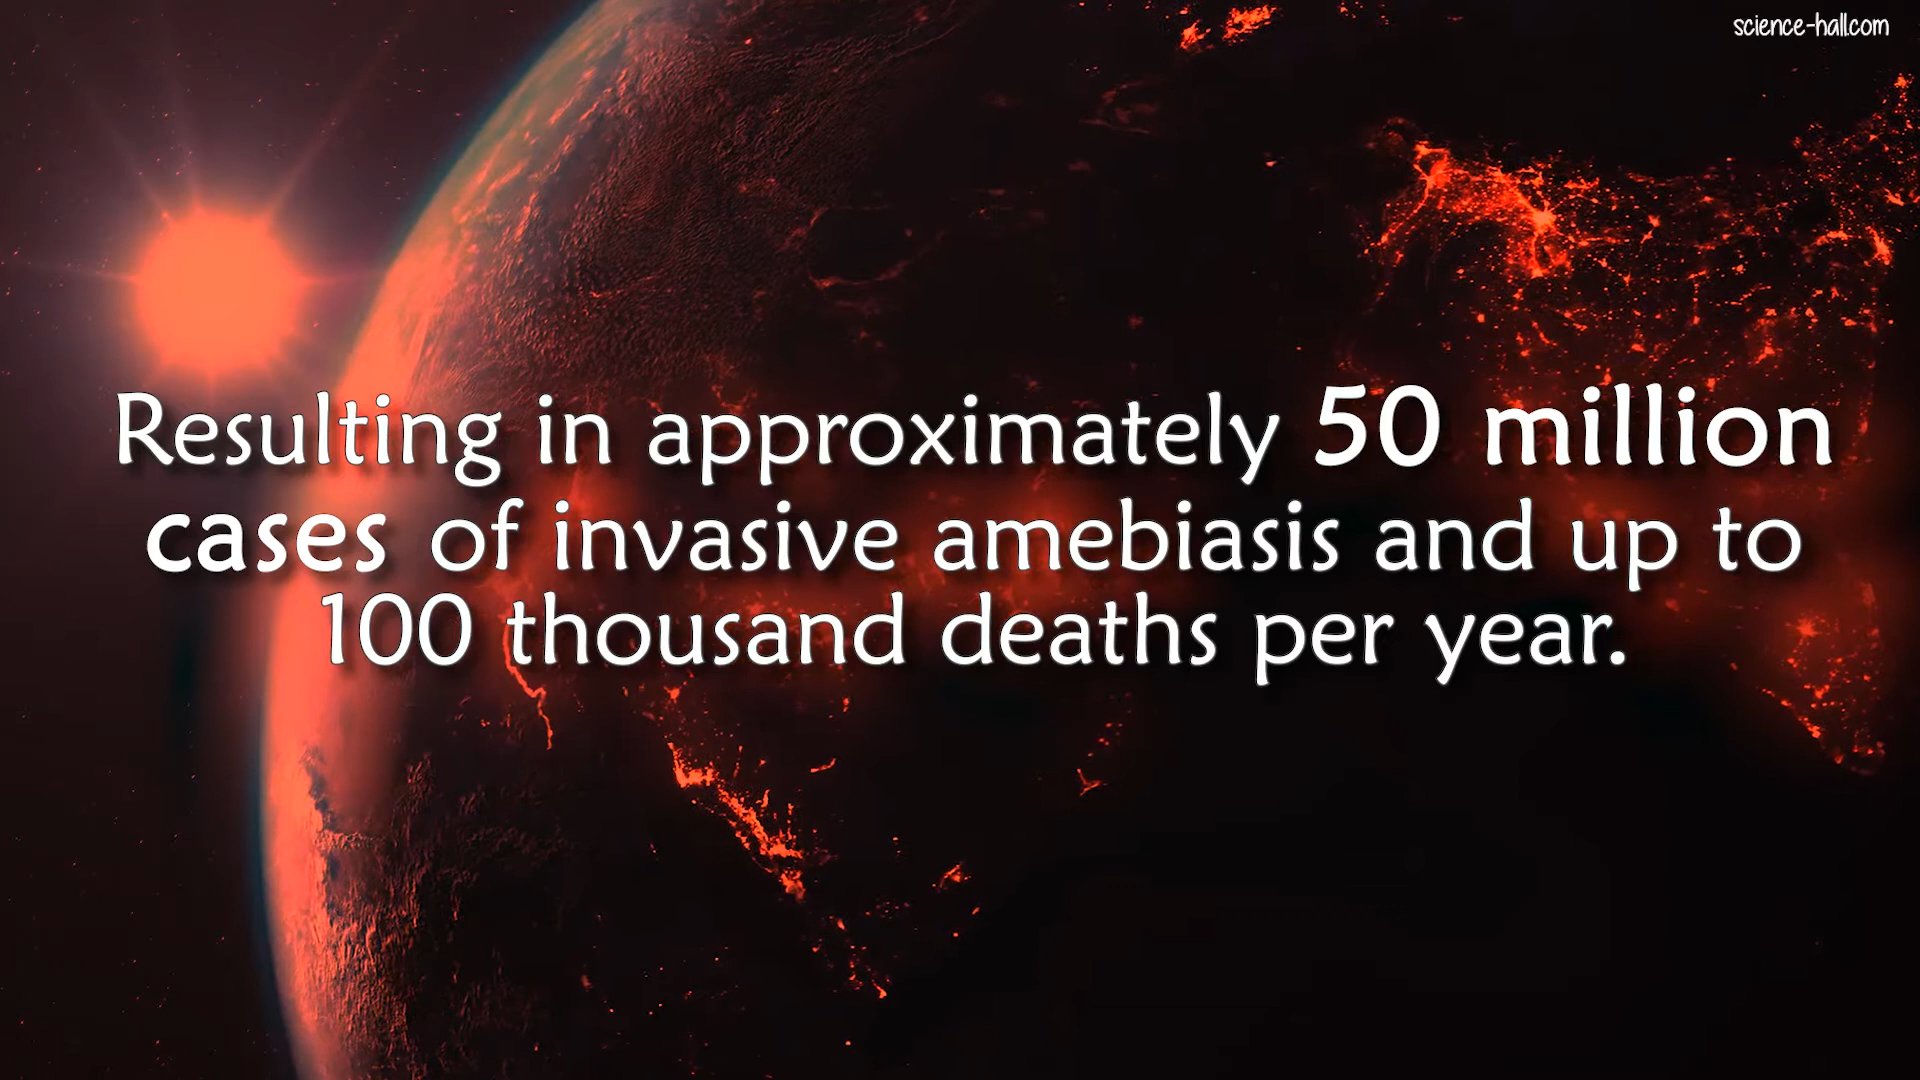 science-hall.com
Resulting in approximately 50 million
cases of invasive amebiasis and up to
100 thousand deaths per year.